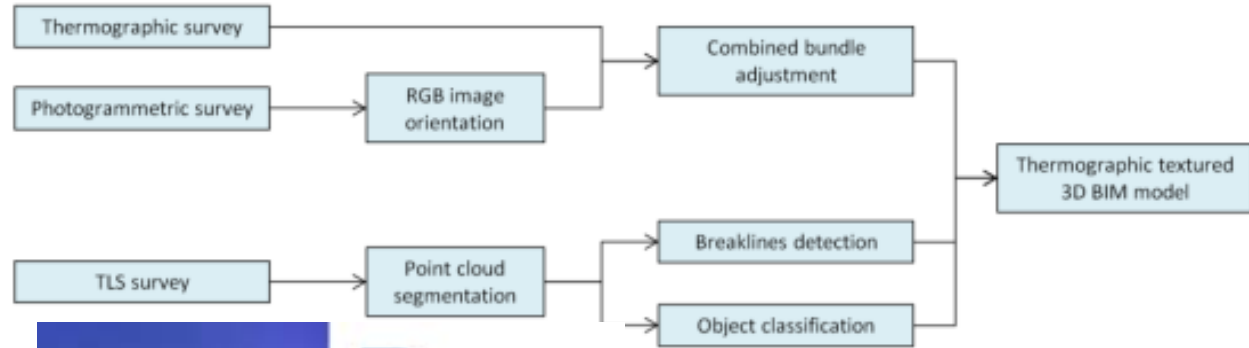 Thermographic survey
Photogrammetric survey
RGB image
orientation
Combined bundle
adjustment
Thermographic textured
3D BIM model
TLS survey
Point cloud
segmentation
Breaklines detection
Object classification